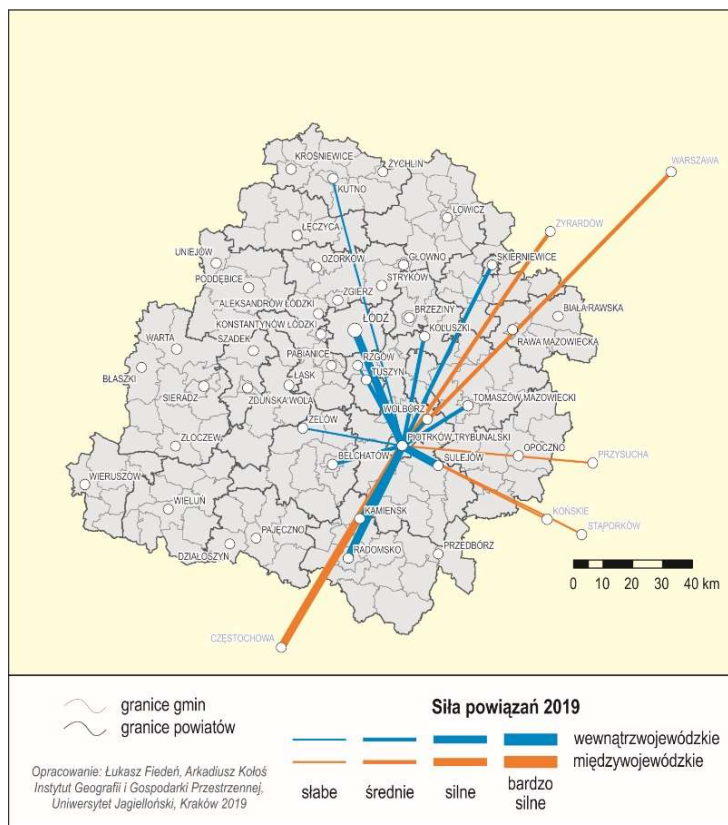 KROŚNIEWICE
ŻYCHLIN
WARSZAWA
KUTNO
ŁOWICZ
ŻYRARDÓW
ŁĘCZYCA
UNIEJÓW
OZORKÓW
GŁOWNO
SKIERNIEWICE
PODDĘBICE
STRYKÓW
ZGIERZ
ALEKSANDRÓW ŁÓDZKI
BRZEZINY
BIAŁA RAWSKA
KONSTANTYNÓW ŁÓDZKI
ŁÓDŹ
KOLUSZKI
RAWA MAZOWIECKA
WARTA
SZADEK
PABIANICE
RZGÓW
BŁASZKI
ŁASK
TUSZYN
SIERADZ
ZDUŃSKA WOLA
WOLBÓRZ
TOMASZÓW MAZOWIECKI
ZELÓW
PIOTRKÓW TRYBUNALSKI
ZŁOCZEW
BEŁCHATÓW
SULEJÓW
OPOCZNO
PRZYSUCHA
WIERUSZÓW
WIELUŃ
KAMIEŃSK
KOŃSKIE
STĄPORKÓW
PAJĘCZNO
DZIAŁOSZYN
RADOMSKO
PRZEDBÓRZ
0 10 20 30 40 km
CZĘSTOCHOWA
granice gmin
granice powiatów
Siła powiązań 2019
wewnątrzwojewódzkie
międzywojewódzkie
słabe średnie silne bardzo
silne
Opracowanie: Łukasz Fiedeń, Arkadiusz Kołoś
Instytut Geografii i Gospodarki Przestrzennej,
Uniwersytet Jagielloński, Kraków 2019